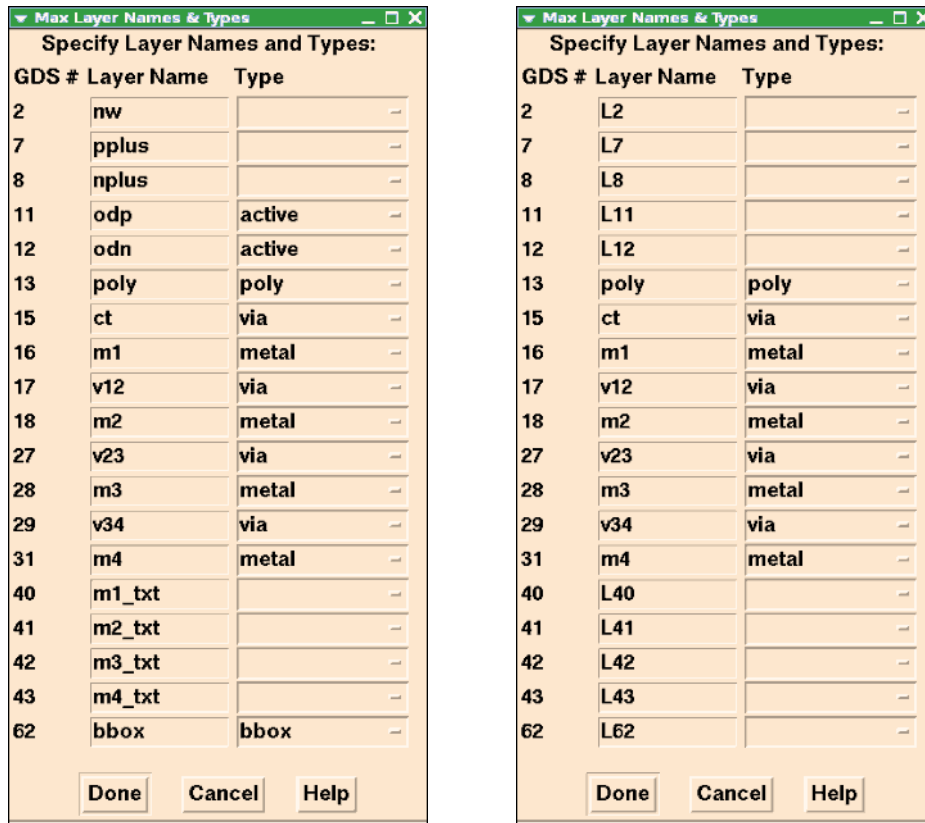 Max Layer Names & Types
Specify Layer Names and Types:
GDS # Layer Name Type
2 nw
7 pplus
8 nplus
11 odp active
12 odn active
13 poly poly
15 ct via
16 m1 metal
17 v12 via
18 m2 metal
27 v23 via
28 m3 metal
29 v34 via
31 m4 metal
40 m1_txt
41 m2_txt
42 m3_txt
43 m4_txt
62 bbox bbox
Done Cancel Help
Max Layer Names & Types
Specify Layer Names and Types:
GDS # Layer Name Type
2 L2
7 L7
8 L8
11 L11
12 L12
13 poly poly
15 ct via
16 m1 metal
17 v12 via
18 m2 metal
27 v23 via
28 m3 metal
29 v34 via
31 m4 metal
40 L40
41 L41
42 L42
43 L43
62 L62
Done Cancel Help